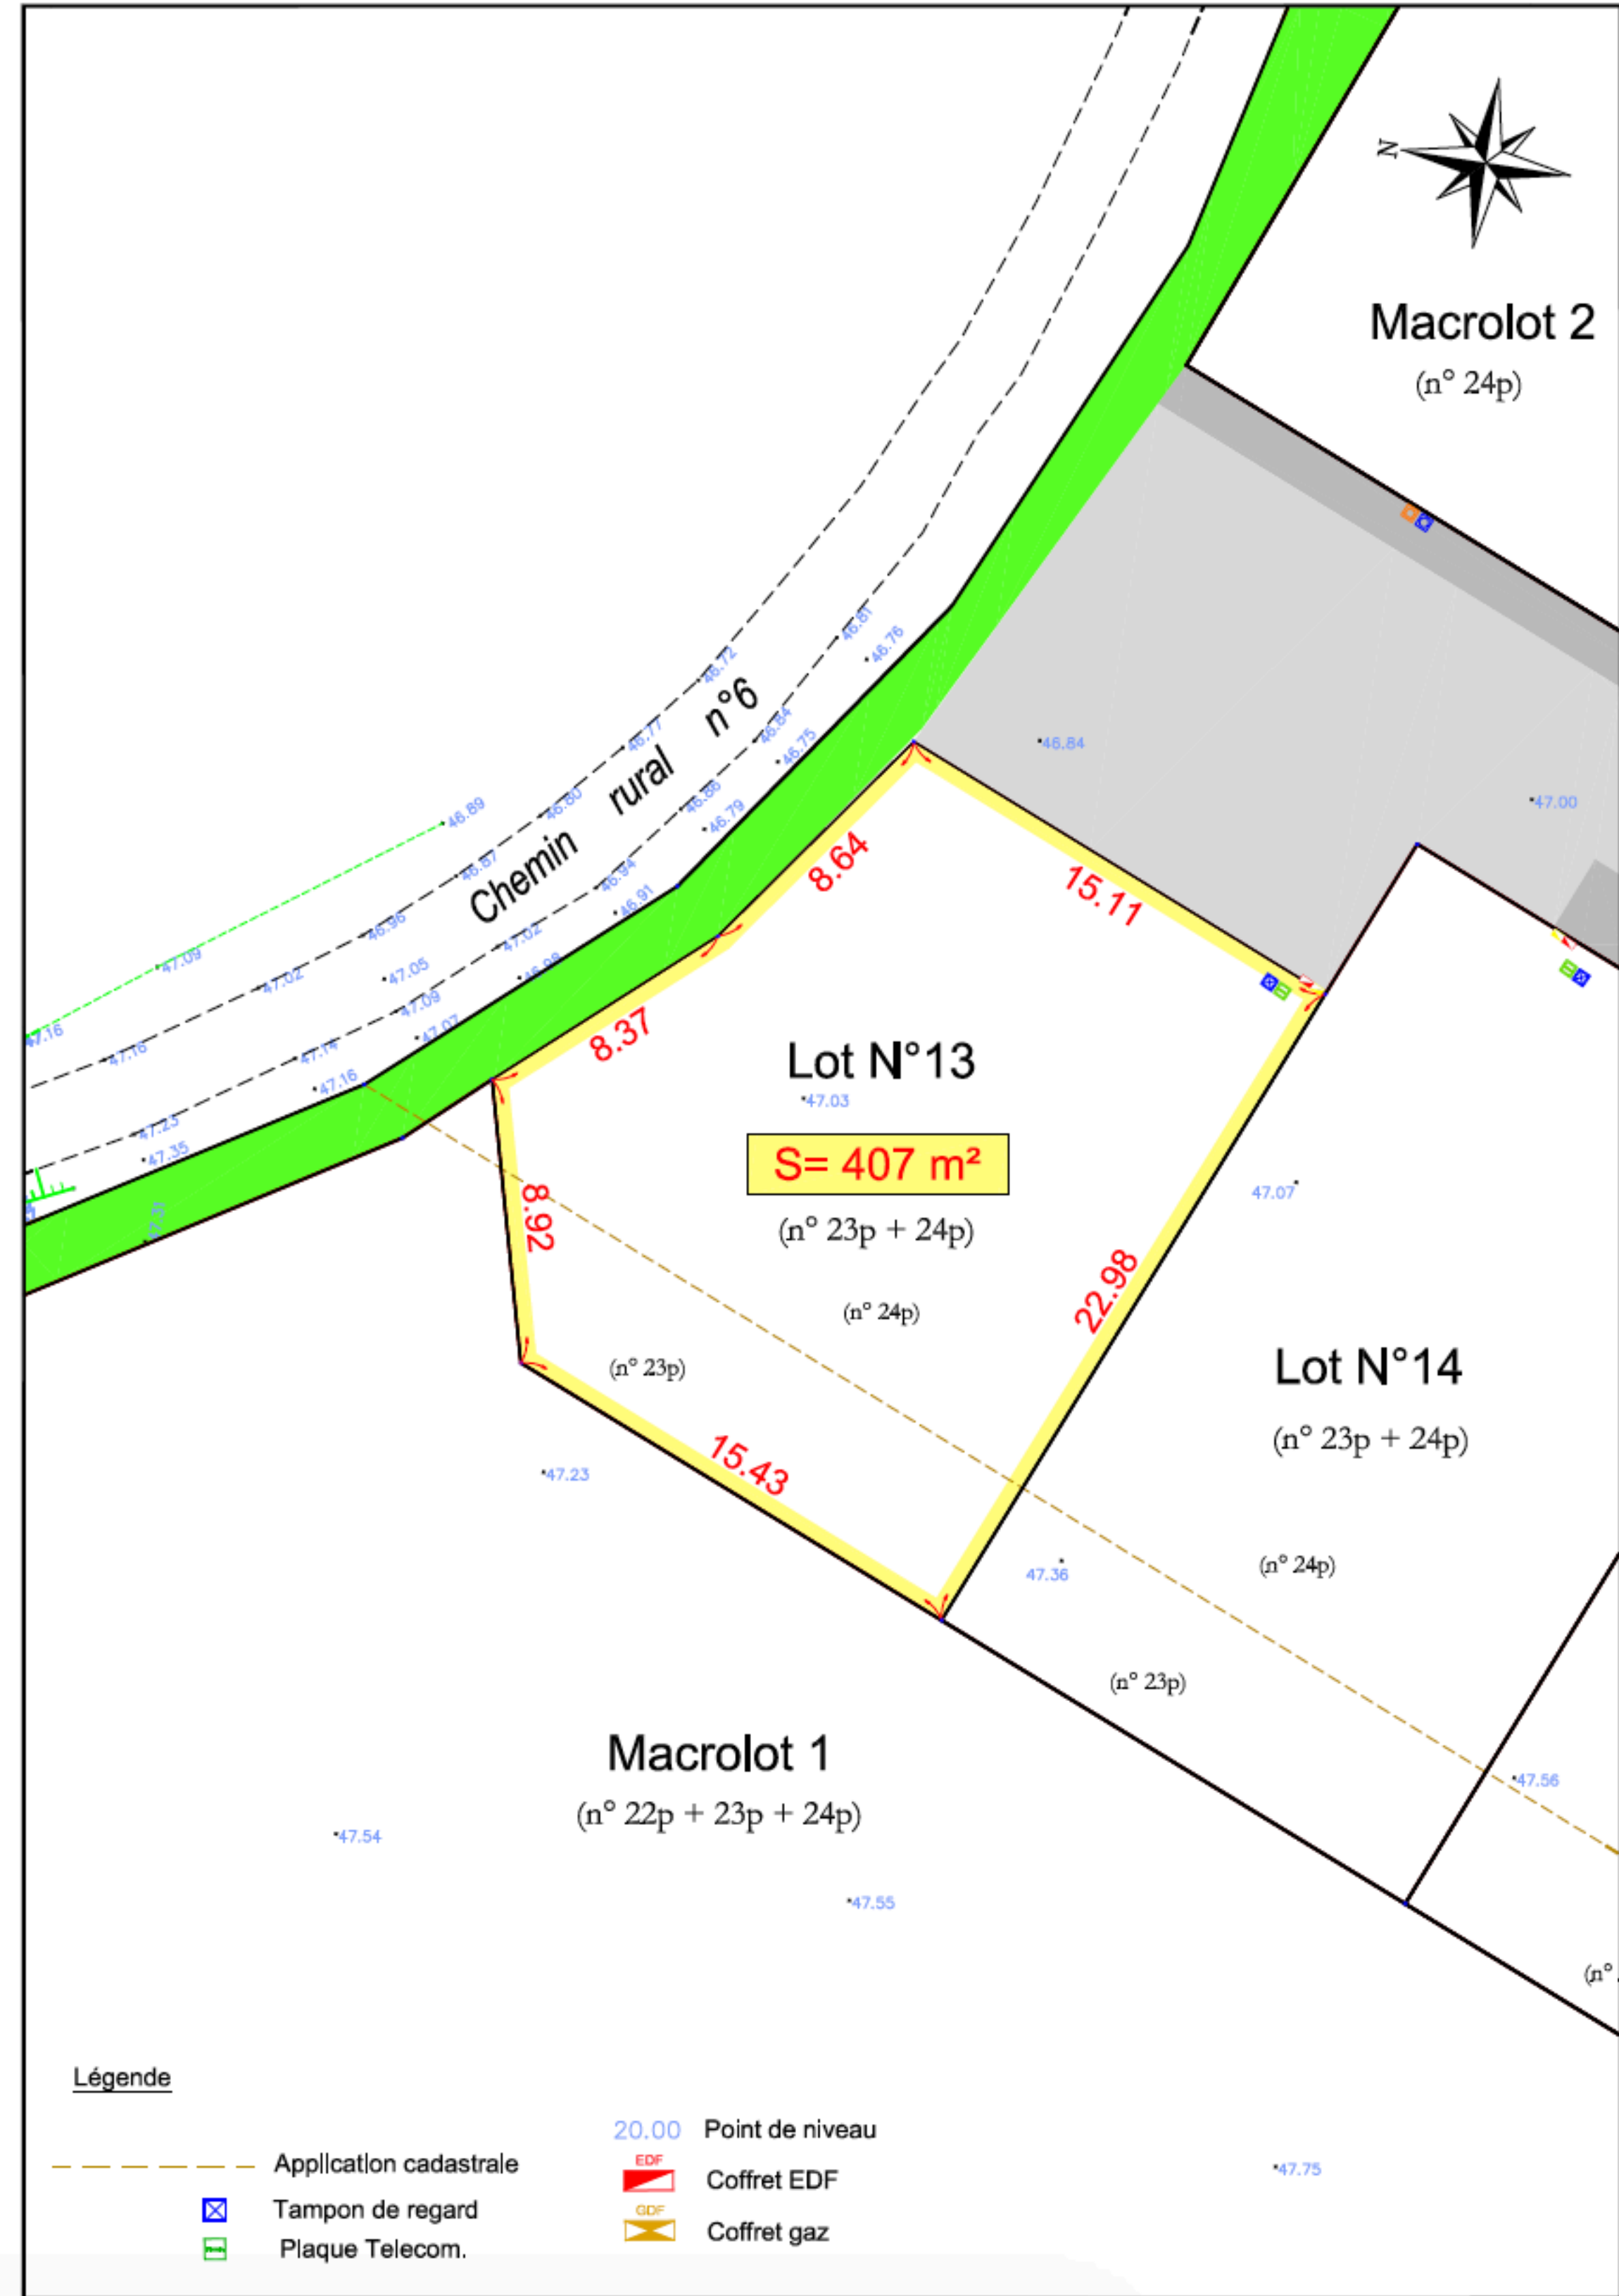 N
Macrolot 2
(n° 24p)
46.81
46.76
46.72
Chemin rural n°6
46.77
46.84
46.75
46.84
47.00
46.89
46.80
46.86
46.79
8.64
15.11
46.87
46.94
46.91
46.96
47.02
46.98
47.09
47.02
47.05
47.09
47.07
8.37
47.16
47.16
47.14
47.16
Lot N°13
47.03
47.23
47.35
S= 407 m²
47.31
8.92
47.07
(n° 23p + 24p)
22.98
(n° 24p)
(n° 23p)
Lot N°14
(n° 23p + 24p)
15.43
47.23
47.36
(n° 24p)
(n° 23p)
Macrolot 1
(n° 22p + 23p + 24p)
47.56
47.54
47.55
(n°
Légende
20.00 Point de niveau
Application cadastrale
EDF
Coffret EDF
Tampon de regard
GDF
Coffret gaz
Plaque Telecom.
47.75